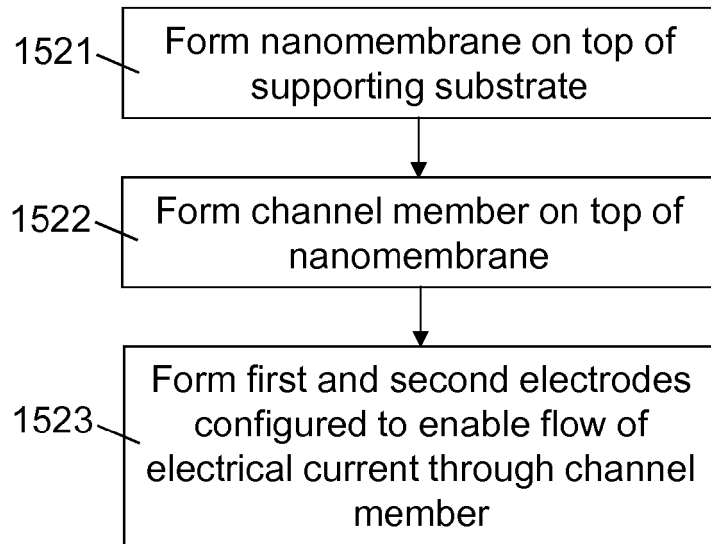 1521
Form nanomembrane on top of
supporting substrate
1522
Form channel member on top of
nanomembrane
1523
Form first and second electrodes
configured to enable flow of
electrical current through channel
member